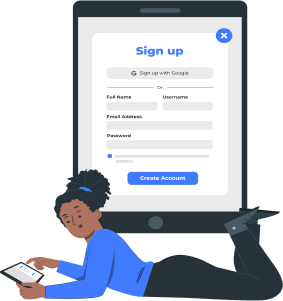 Sign up
G Sign up with Google
Or
Full Name Username
Email Address
Password
Create Account